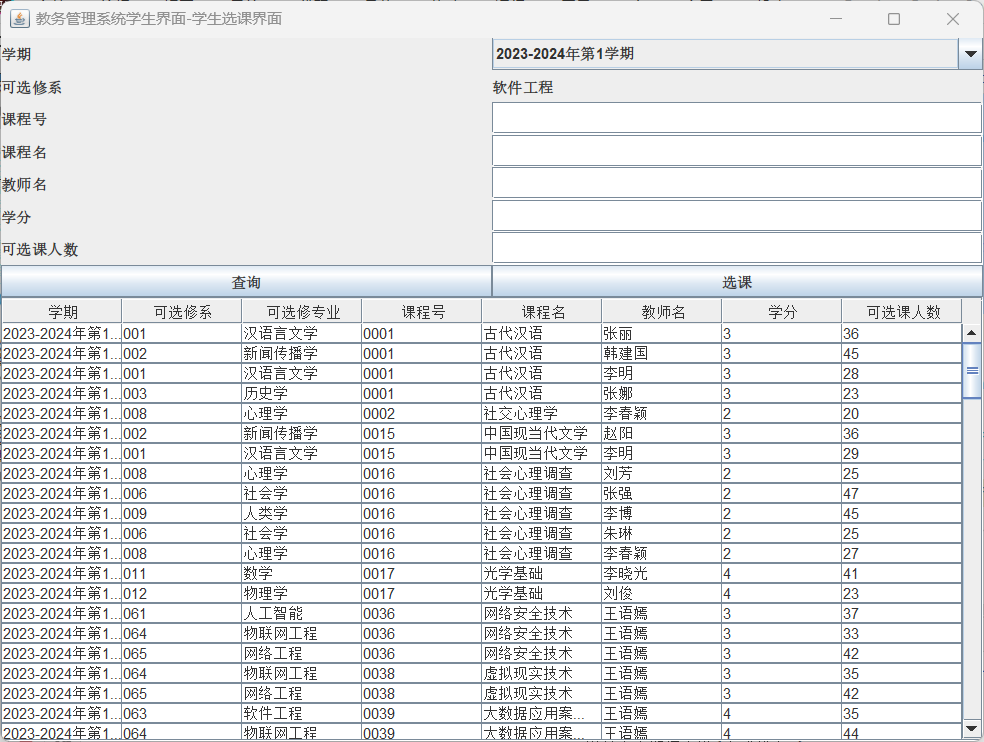 教务管理系统学生界面-学生选课界面
学期 2023-2024年第1学期
可选修系 软件工程
课程号
课程名
教师名
学分
可选课人数
查询 选课
学期 可选修系 可选修专业 课程号 课程名 教师名 学分 可选课人数
2023-2024年第1... 001 汉语言文学 0001 古代汉语 张丽 3 36
2023-2024年第1... 002 新闻传播学 0001 古代汉语 韩建国 3 45
2023-2024年第1... 001 汉语言文学 0001 古代汉语 李明 3 28
2023-2024年第1... 003 历史学 0001 古代汉语 张娜 3 23
2023-2024年第1... 008 心理学 0002 社交心理学 李春颖 2 20
2023-2024年第1... 002 新闻传播学 0015 中国现当代文学 赵阳 3 36
2023-2024年第1... 001 汉语言文学 0015 中国现当代文学 李明 3 29
2023-2024年第1... 008 心理学 0016 社会心理调查 刘芳 2 25
2023-2024年第1... 006 社会学 0016 社会心理调查 张强 2 47
2023-2024年第1... 009 人类学 0016 社会心理调查 李博 2 45
2023-2024年第1... 006 社会学 0016 社会心理调查 朱琳 2 25
2023-2024年第1... 008 心理学 0016 社会心理调查 李春颖 2 27
2023-2024年第1... 011 数学 0017 光学基础 李晓光 4 41
2023-2024年第1... 012 物理学 0017 光学基础 刘俊 4 23
2023-2024年第1... 061 人工智能 0036 网络安全技术 王语嫣 3 37
2023-2024年第1... 064 物联网工程 0036 网络安全技术 王语嫣 3 33
2023-2024年第1... 065 网络工程 0036 网络安全技术 王语嫣 3 42
2023-2024年第1... 064 物联网工程 0038 虚拟现实技术 王语嫣 3 35
2023-2024年第1... 065 网络工程 0038 虚拟现实技术 王语嫣 3 42
2023-2024年第1... 063 软件工程 0039 大数据应用案... 王语嫣 4 35
2023-2024年第1... 064 物联网工程 0039 大数据应用案... 王语嫣 4 44